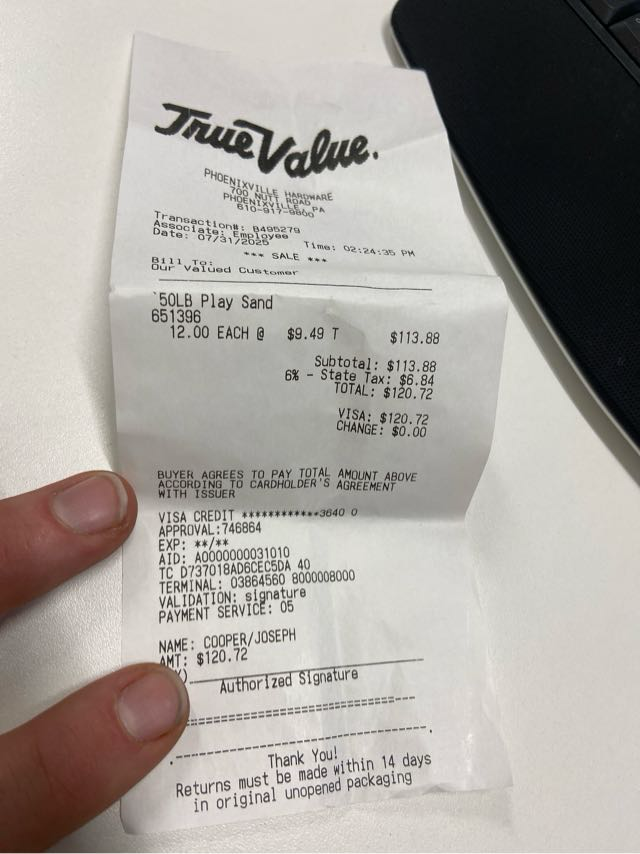 True Value.
PHOENIXVILLE HARDWARE
700 NUTT ROAD
PHOENIXVILLE, PA
610-917-9800
Transaction#: B495279
Associate: Employee
Date: 07/31/2025 Time: 02:24:35 PM
*** SALE ***
Bill To:
Our Valued Customer
50LB Play Sand
651396
12.00 EACH @ $9.49 T $113.88
Subtotal: $113.88
6% - State Tax: $6.84
TOTAL: $120.72
VISA: $120.72
CHANGE: $0.00
BUYER AGREES TO PAY TOTAL AMOUNT ABOVE
ACCORDING TO CARDHOLDER'S AGREEMENT
WITH ISSUER
VISA CREDIT ************3640 0
APPROVAL:746864
EXP: **/**
AID: A0000000031010
TC D737018AD6CEC5DA 40
TERMINAL: 03864560 8000008000
VALIDATION: signature
PAYMENT SERVICE: 05
NAME: COOPER/JOSEPH
AMT: $120.72
Authorized Signature
Thank You!
Returns must be made within 14 days
in original unopened packaging